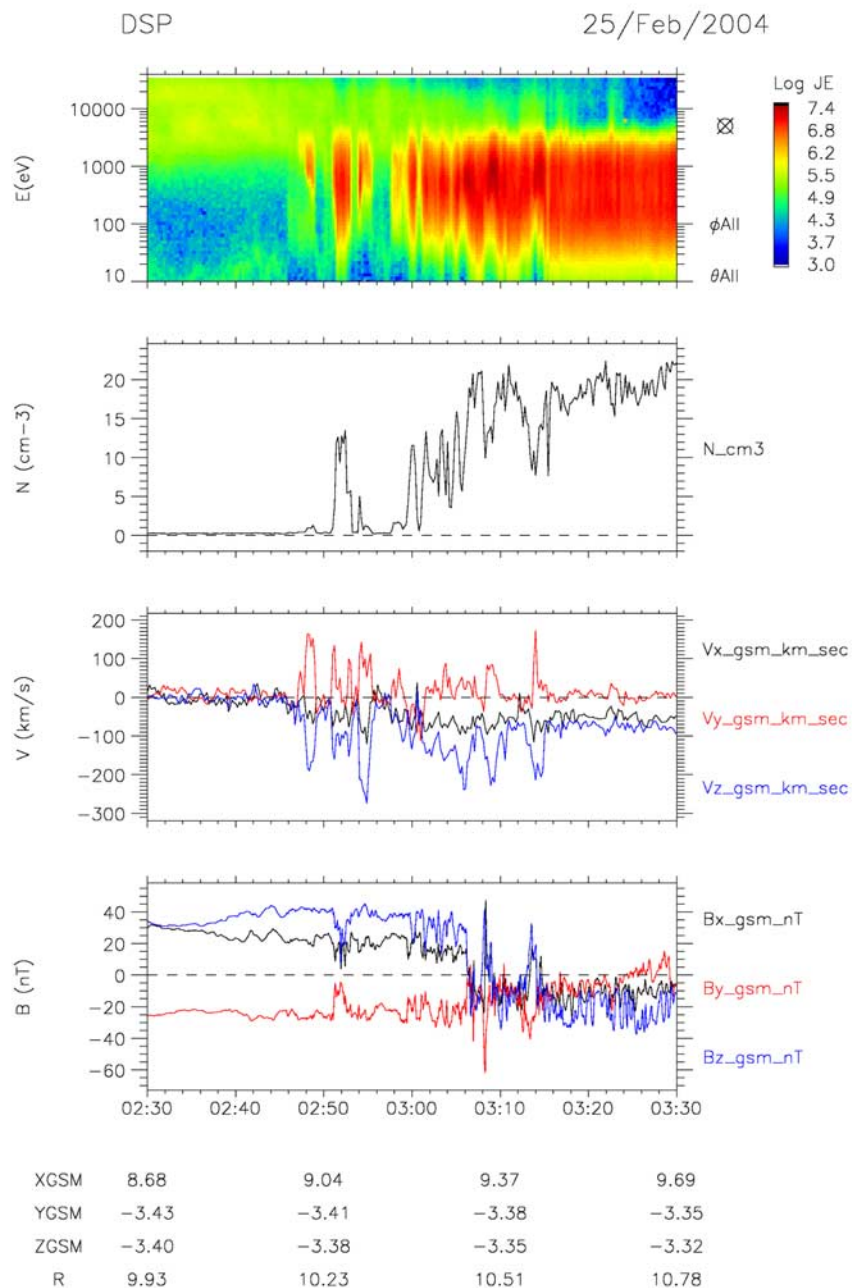 DSP 25/Feb/2004
Log JE
10000
1000
100
10
E(eV)
ϕAll
θAll
7.4
6.8
6.2
5.5
4.9
4.3
3.7
3.0
20
15
10
5
0
N (cm-3)
N_cm3
200
100
0
-100
-200
-300
V (km/s)
Vx_gsm_km_sec
Vy_gsm_km_sec
Vz_gsm_km_sec
40
20
0
-20
-40
-60
B (nT)
Bx_gsm_nT
By_gsm_nT
Bz_gsm_nT
02:30 02:40 02:50 03:00 03:10 03:20 03:30
XGSM 8.68 9.04 9.37 9.69
YGSM -3.43 -3.41 -3.38 -3.35
ZGSM -3.40 -3.38 -3.35 -3.32
R 9.93 10.23 10.51 10.78